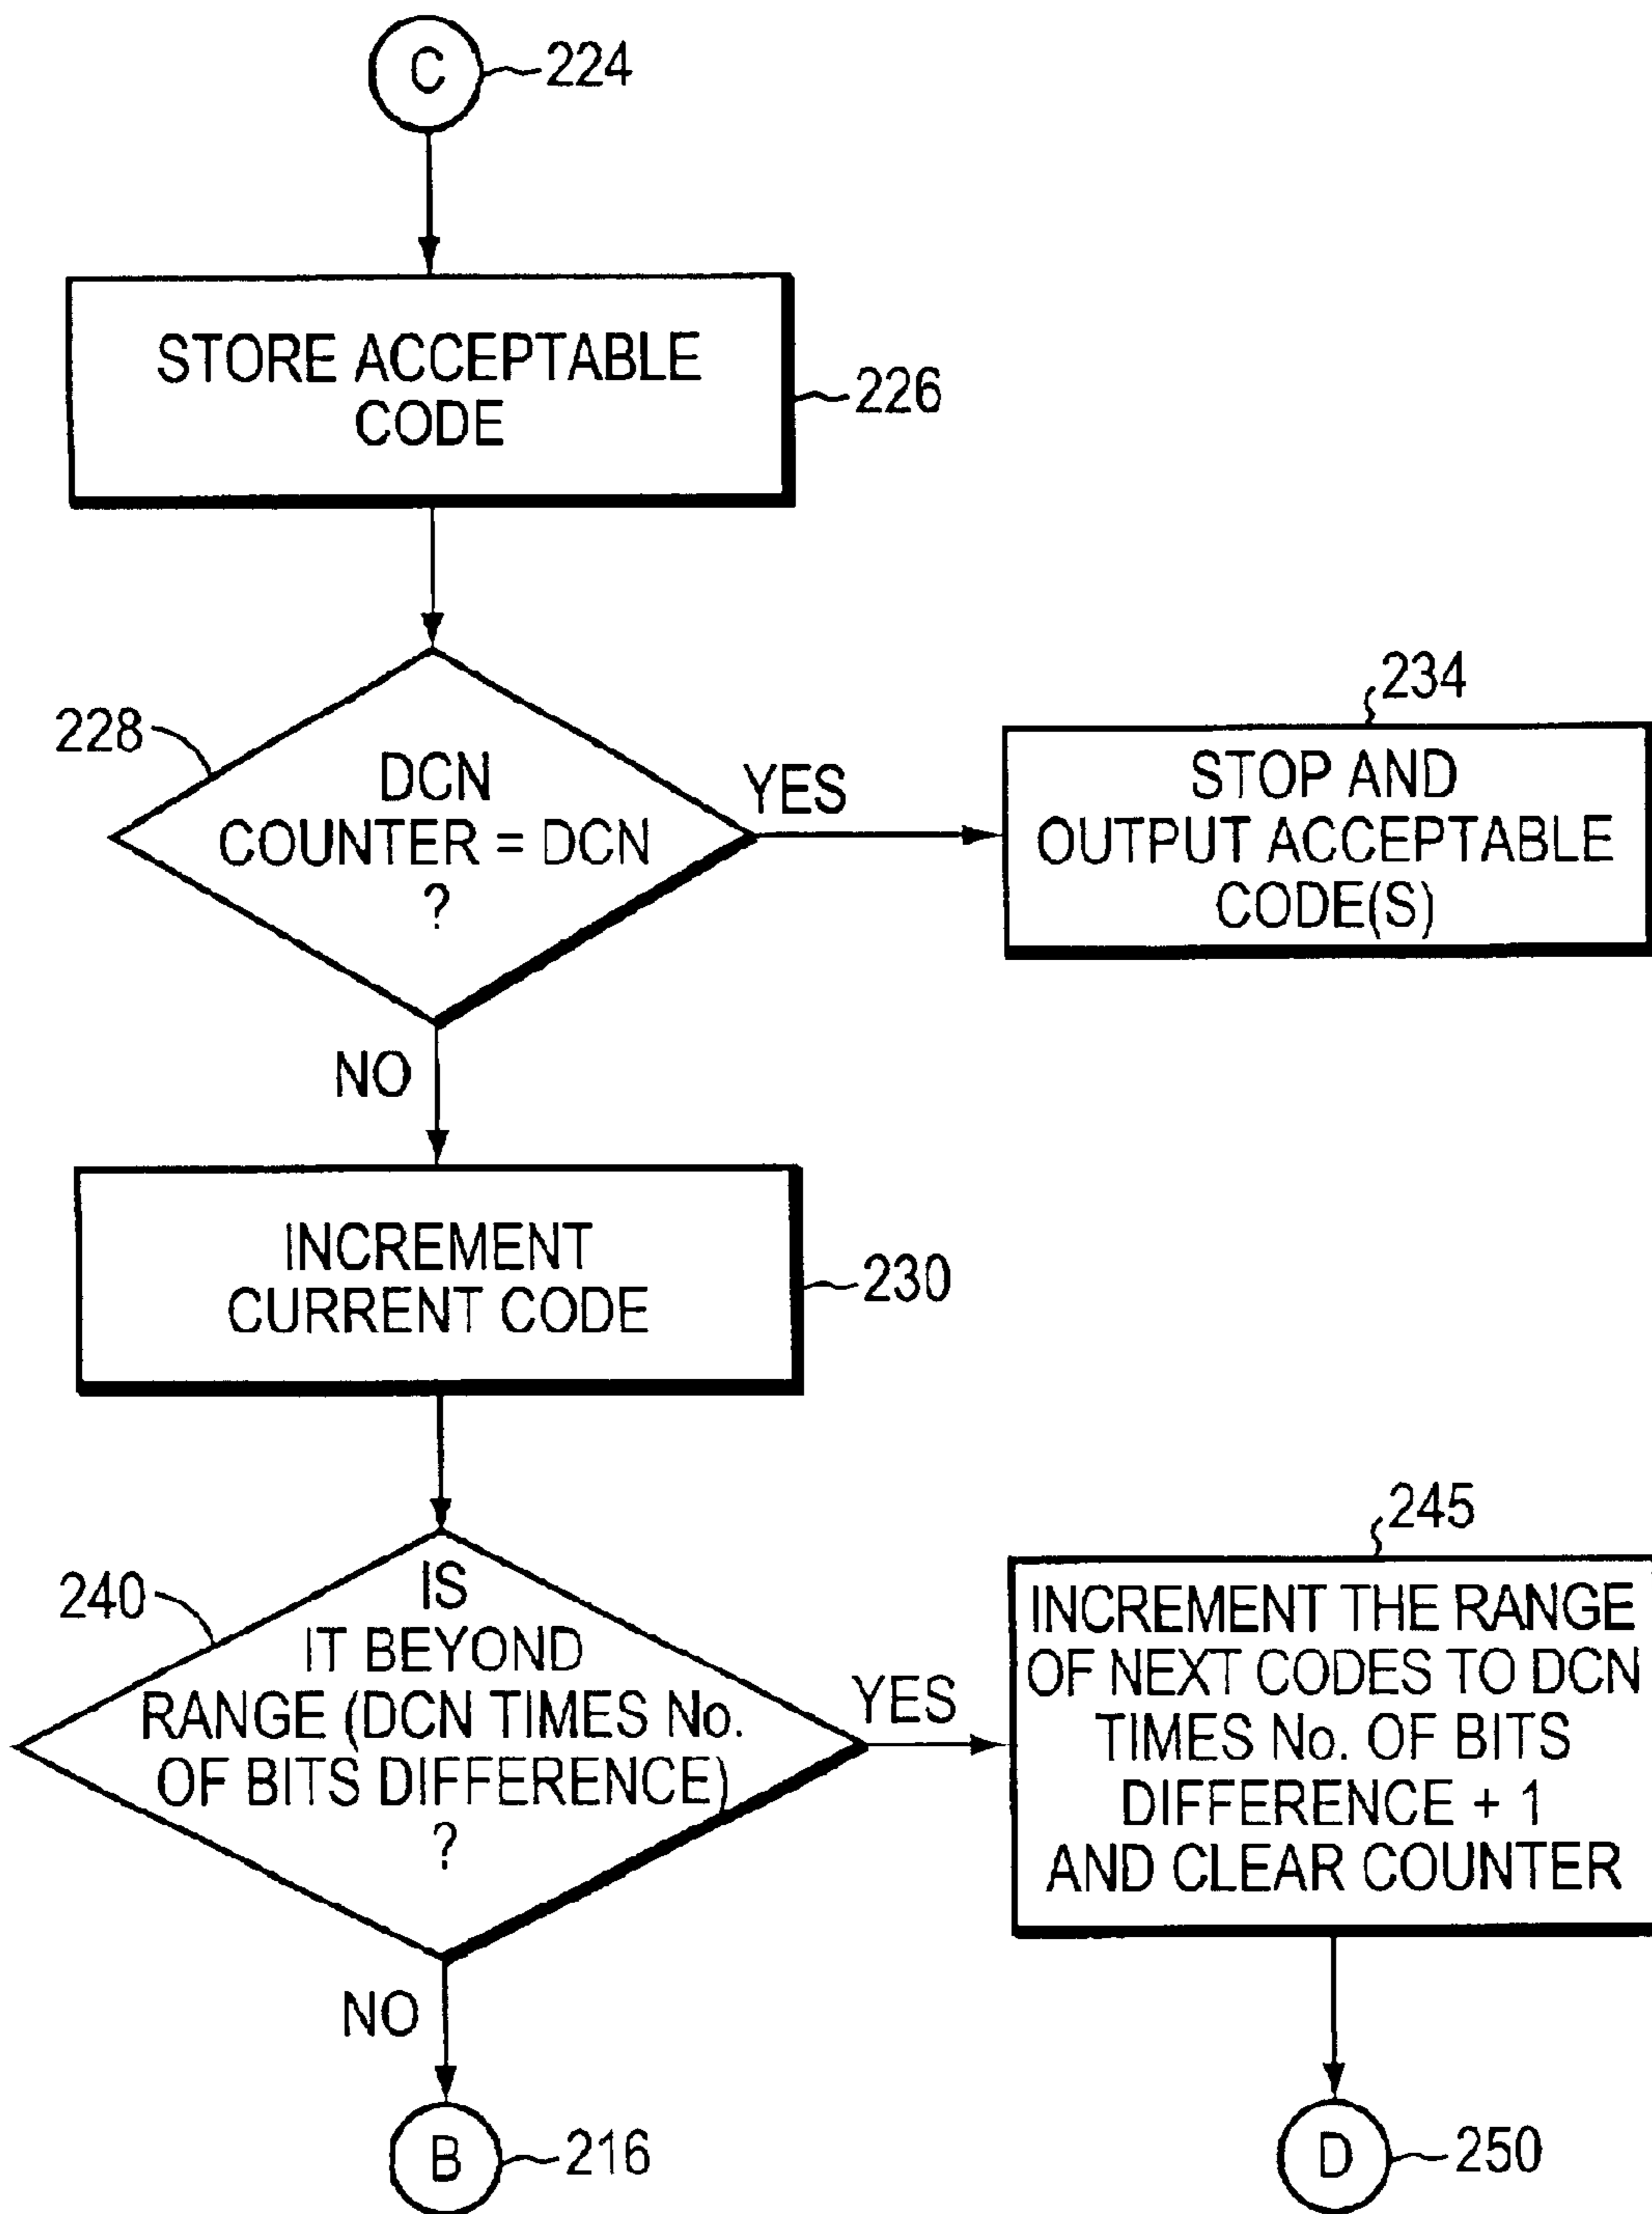 C
224
STORE ACCEPTABLE
CODE
226
228
DCN
COUNTER = DCN
?
YES
234
STOP AND
OUTPUT ACCEPTABLE
CODE(S)
NO
INCREMENT
CURRENT CODE
230
240
IS
IT BEYOND
RANGE (DCN TIMES No.
OF BITS DIFFERENCE)
?
YES
245
INCREMENT THE RANGE
OF NEXT CODES TO DCN
TIMES No. OF BITS
DIFFERENCE + 1
AND CLEAR COUNTER
NO
B
216
D
250